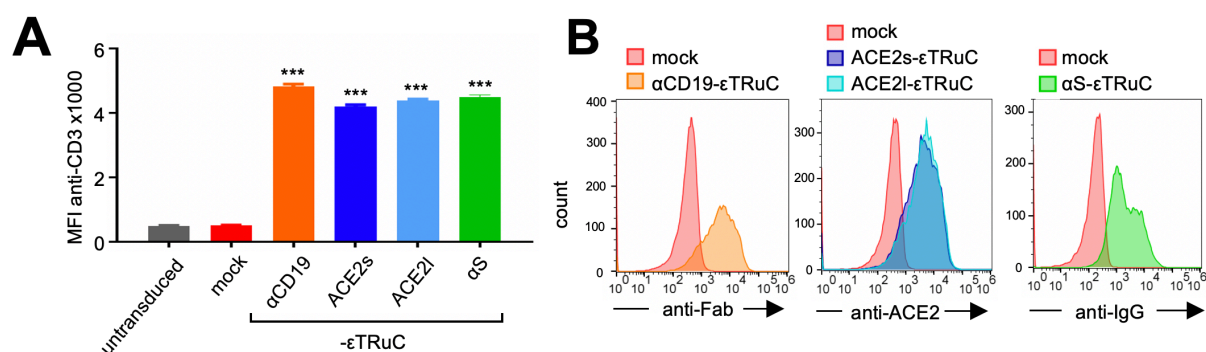 A
MFI anti-CD3 x1000
6
4
2
0
***
***
***
***
untransduced
mock
αCD19
ACE2s
ACE2l
αS
-εTRuC
B
mock
αCD19-εTRuC
mock
ACE2s-εTRuC
ACE2l-εTRuC
mock
αS-εTRuC
count
400
300
200
100
0
10^0 10^1 10^2 10^3 10^4 10^5 10^6
anti-Fab
300
200
100
0
10^0 10^1 10^2 10^3 10^4 10^5 10^6
anti-ACE2
300
200
100
0
10^0 10^1 10^2 10^3 10^4 10^5 10^6
anti-IgG